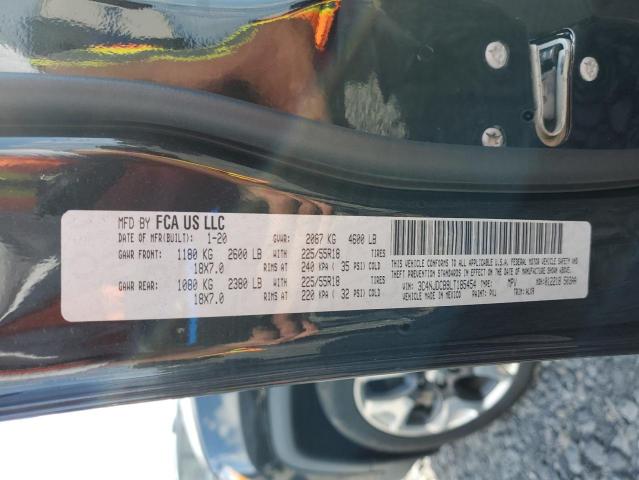 MFD BY FCA US LLC
DATE OF MFR(BUILT): 1-20 GVWR: 2087 KG 4600 LB
GAWR FRONT: 1180 KG 2600 LB WITH 225/55R18 TIRES
18X7.0 RIMS AT 240 KPA ( 35 PSI) COLD
GAWR REAR: 1080 KG 2380 LB WITH 225/55R18 TIRES
18X7.0 RIMS AT 220 KPA ( 32 PSI) COLD
THIS VEHICLE CONFORMS TO ALL APPLICABLE U.S.A. FEDERAL MOTOR VEHICLE SAFETY AND
THEFT PREVENTION STANDARDS IN EFFECT ON THE DATE OF MANUFACTURE SHOWN ABOVE.
VIN: 3C4NJDCB8LT185454 TYPE: MPV MDH:012218 
PAINT: TRIM: